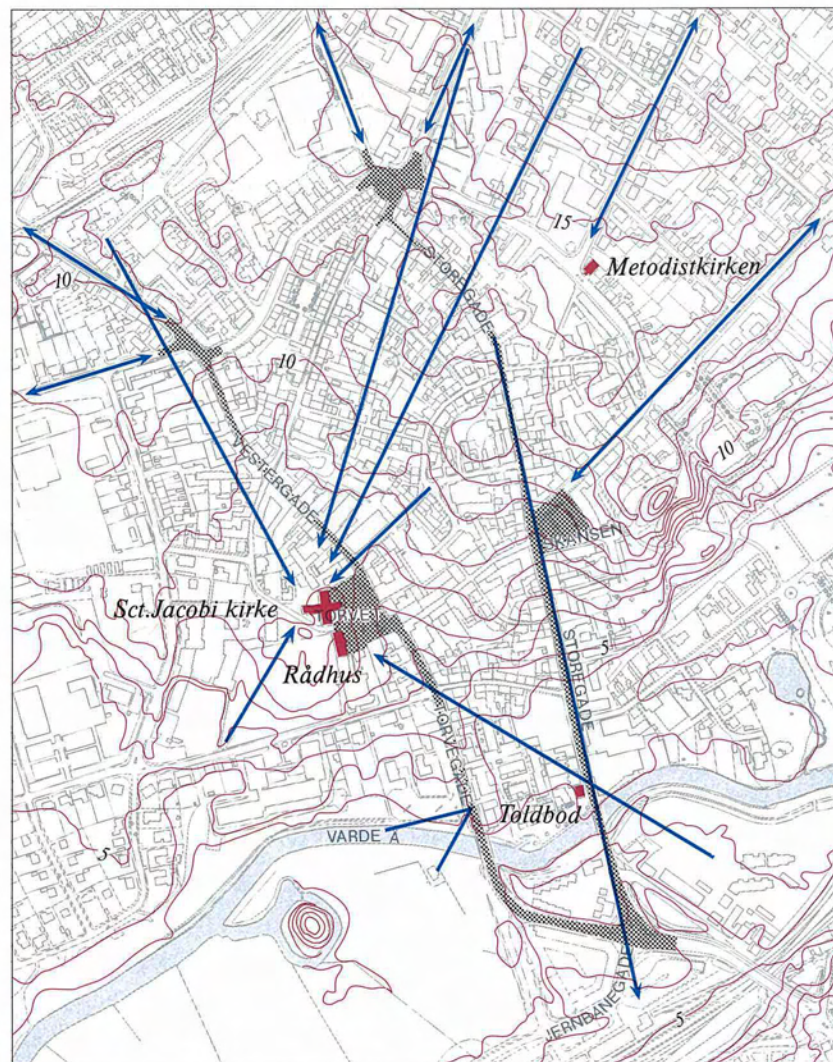 15
STOREGADE
Metodistkirken
10
10
10
VESTERGADE
SKANSEN
Sct.Jacobi kirke
TORVET
5
Rådhus
STOREGADE
TORVEGADE
Toldbod
VARDE Å
5
JERNBANEGADE
5